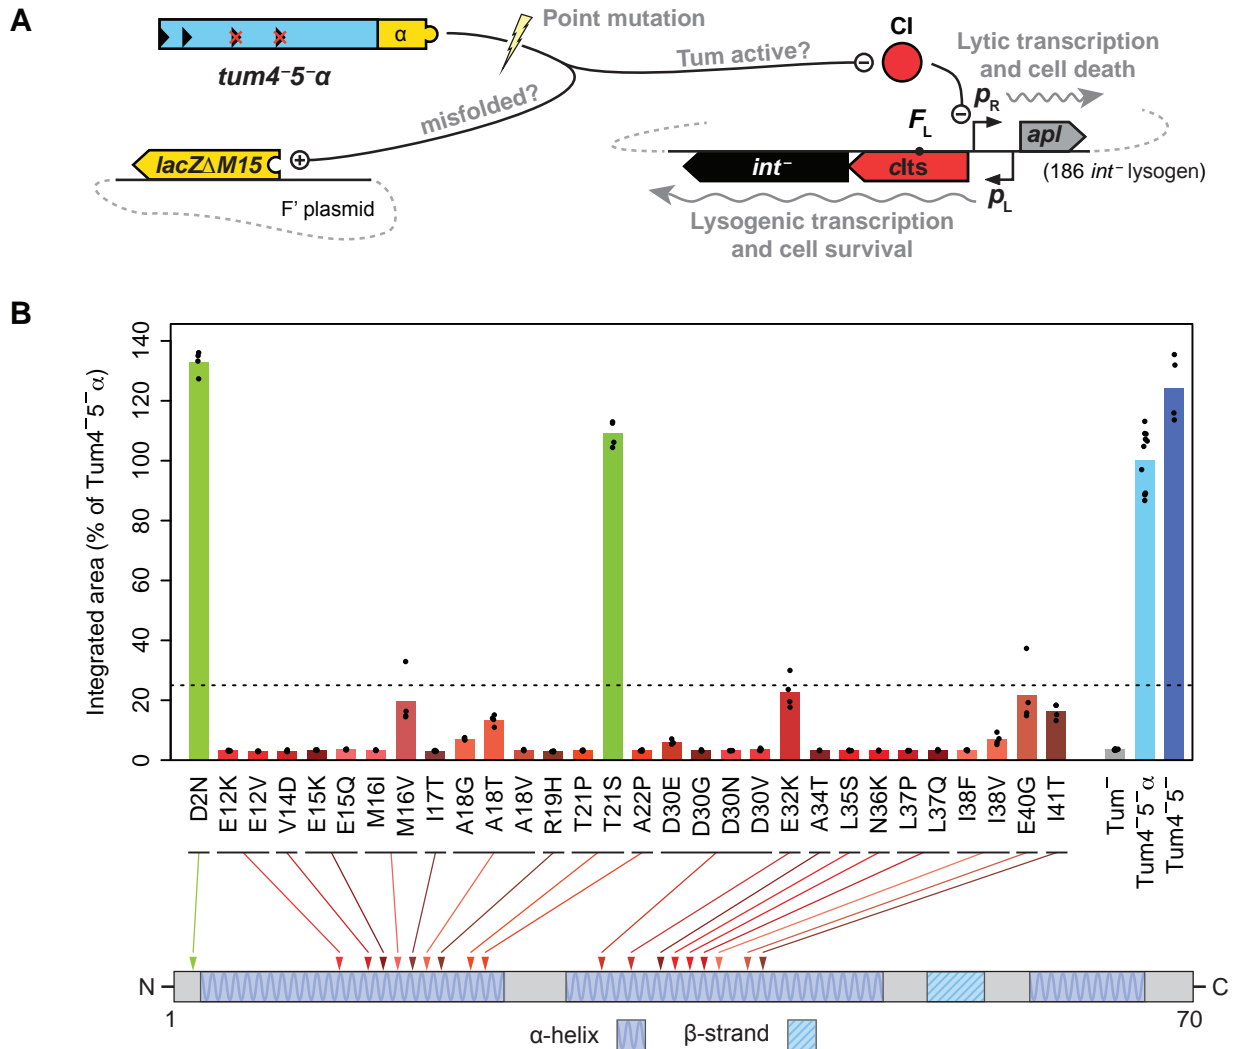 A
α
tum4⁻5⁻α
Point mutation
misfolded?
Tum active?
CI
Lytic transcription
and cell death
pR
FL
apl
lacZΔM15
F' plasmid
int⁻
cIts
pL
(186 int⁻ lysogen)
Lysogenic transcription
and cell survival
B
Integrated area (% of Tum4⁻5⁻α)
140
120
100
80
60
40
20
0
D2N
E12K
E12V
V14D
E15K
E15Q
M16I
M16V
I17T
A18G
A18T
A18V
R19H
T21P
T21S
A22P
D30E
D30G
D30N
D30V
E32K
A34T
L35S
N36K
L37P
L37Q
I38F
I38V
E40G
I41T
Tum⁻
Tum4⁻5⁻α
Tum4⁻5⁻
N
C
1
70
α-helix
β-strand